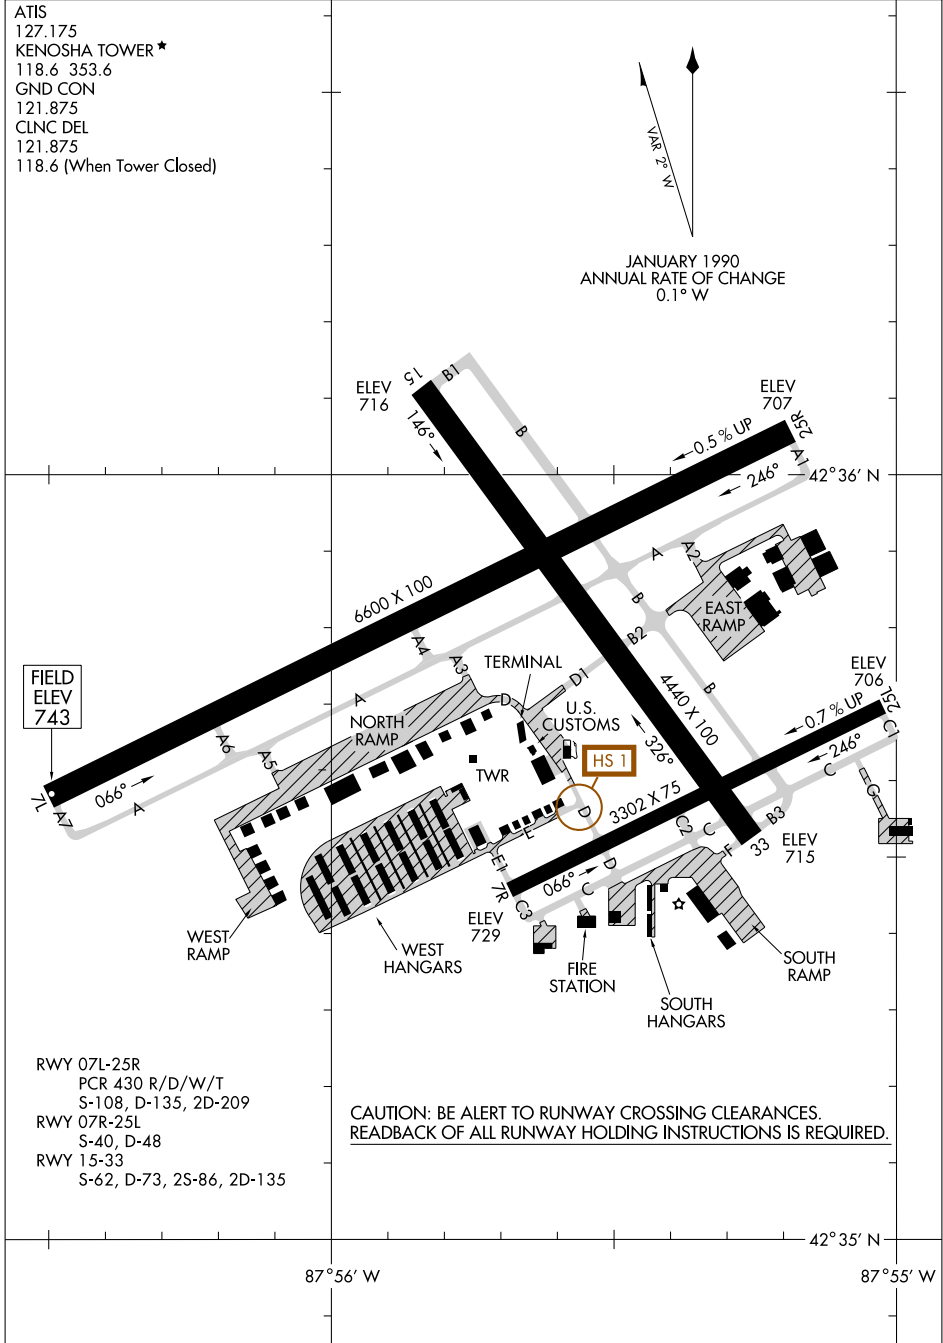 ATIS
127.175
KENOSHA TOWER ★
118.6 353.6
GND CON
121.875
CLNC DEL
121.875
118.6 (When Tower Closed)
VAR 2° W
JANUARY 1990
ANNUAL RATE OF CHANGE
0.1° W
ELEV
716
15
B1
146°
B
ELEV
707
25R
0.5% UP
A1
246°
42°36' N
A
A2
6600 X 100
B
EAST
RAMP
B2
A4
A3
TERMINAL
D1
FIELD
ELEV
743
A
D
U.S.
CUSTOMS
4440 X 100
B
ELEV
706
25L
0.7% UP
C1
NORTH
RAMP
A6
A5
326°
246°
HS 1
TWR
C
G
7L
066°
A7
A
3302 X 75
D
E
C2
C
B3
F
33
ELEV
715
E1
7R
066°
D
C
C3
ELEV
729
WEST
RAMP
WEST
HANGARS
FIRE
STATION
SOUTH
RAMP
SOUTH
HANGARS
RWY 07L-25R
PCR 430 R/D/W/T
S-108, D-135, 2D-209
RWY 07R-25L
S-40, D-48
RWY 15-33
S-62, D-73, 2S-86, 2D-135
CAUTION: BE ALERT TO RUNWAY CROSSING CLEARANCES.
READBACK OF ALL RUNWAY HOLDING INSTRUCTIONS IS REQUIRED.
42°35' N
87°56' W
87°55' W